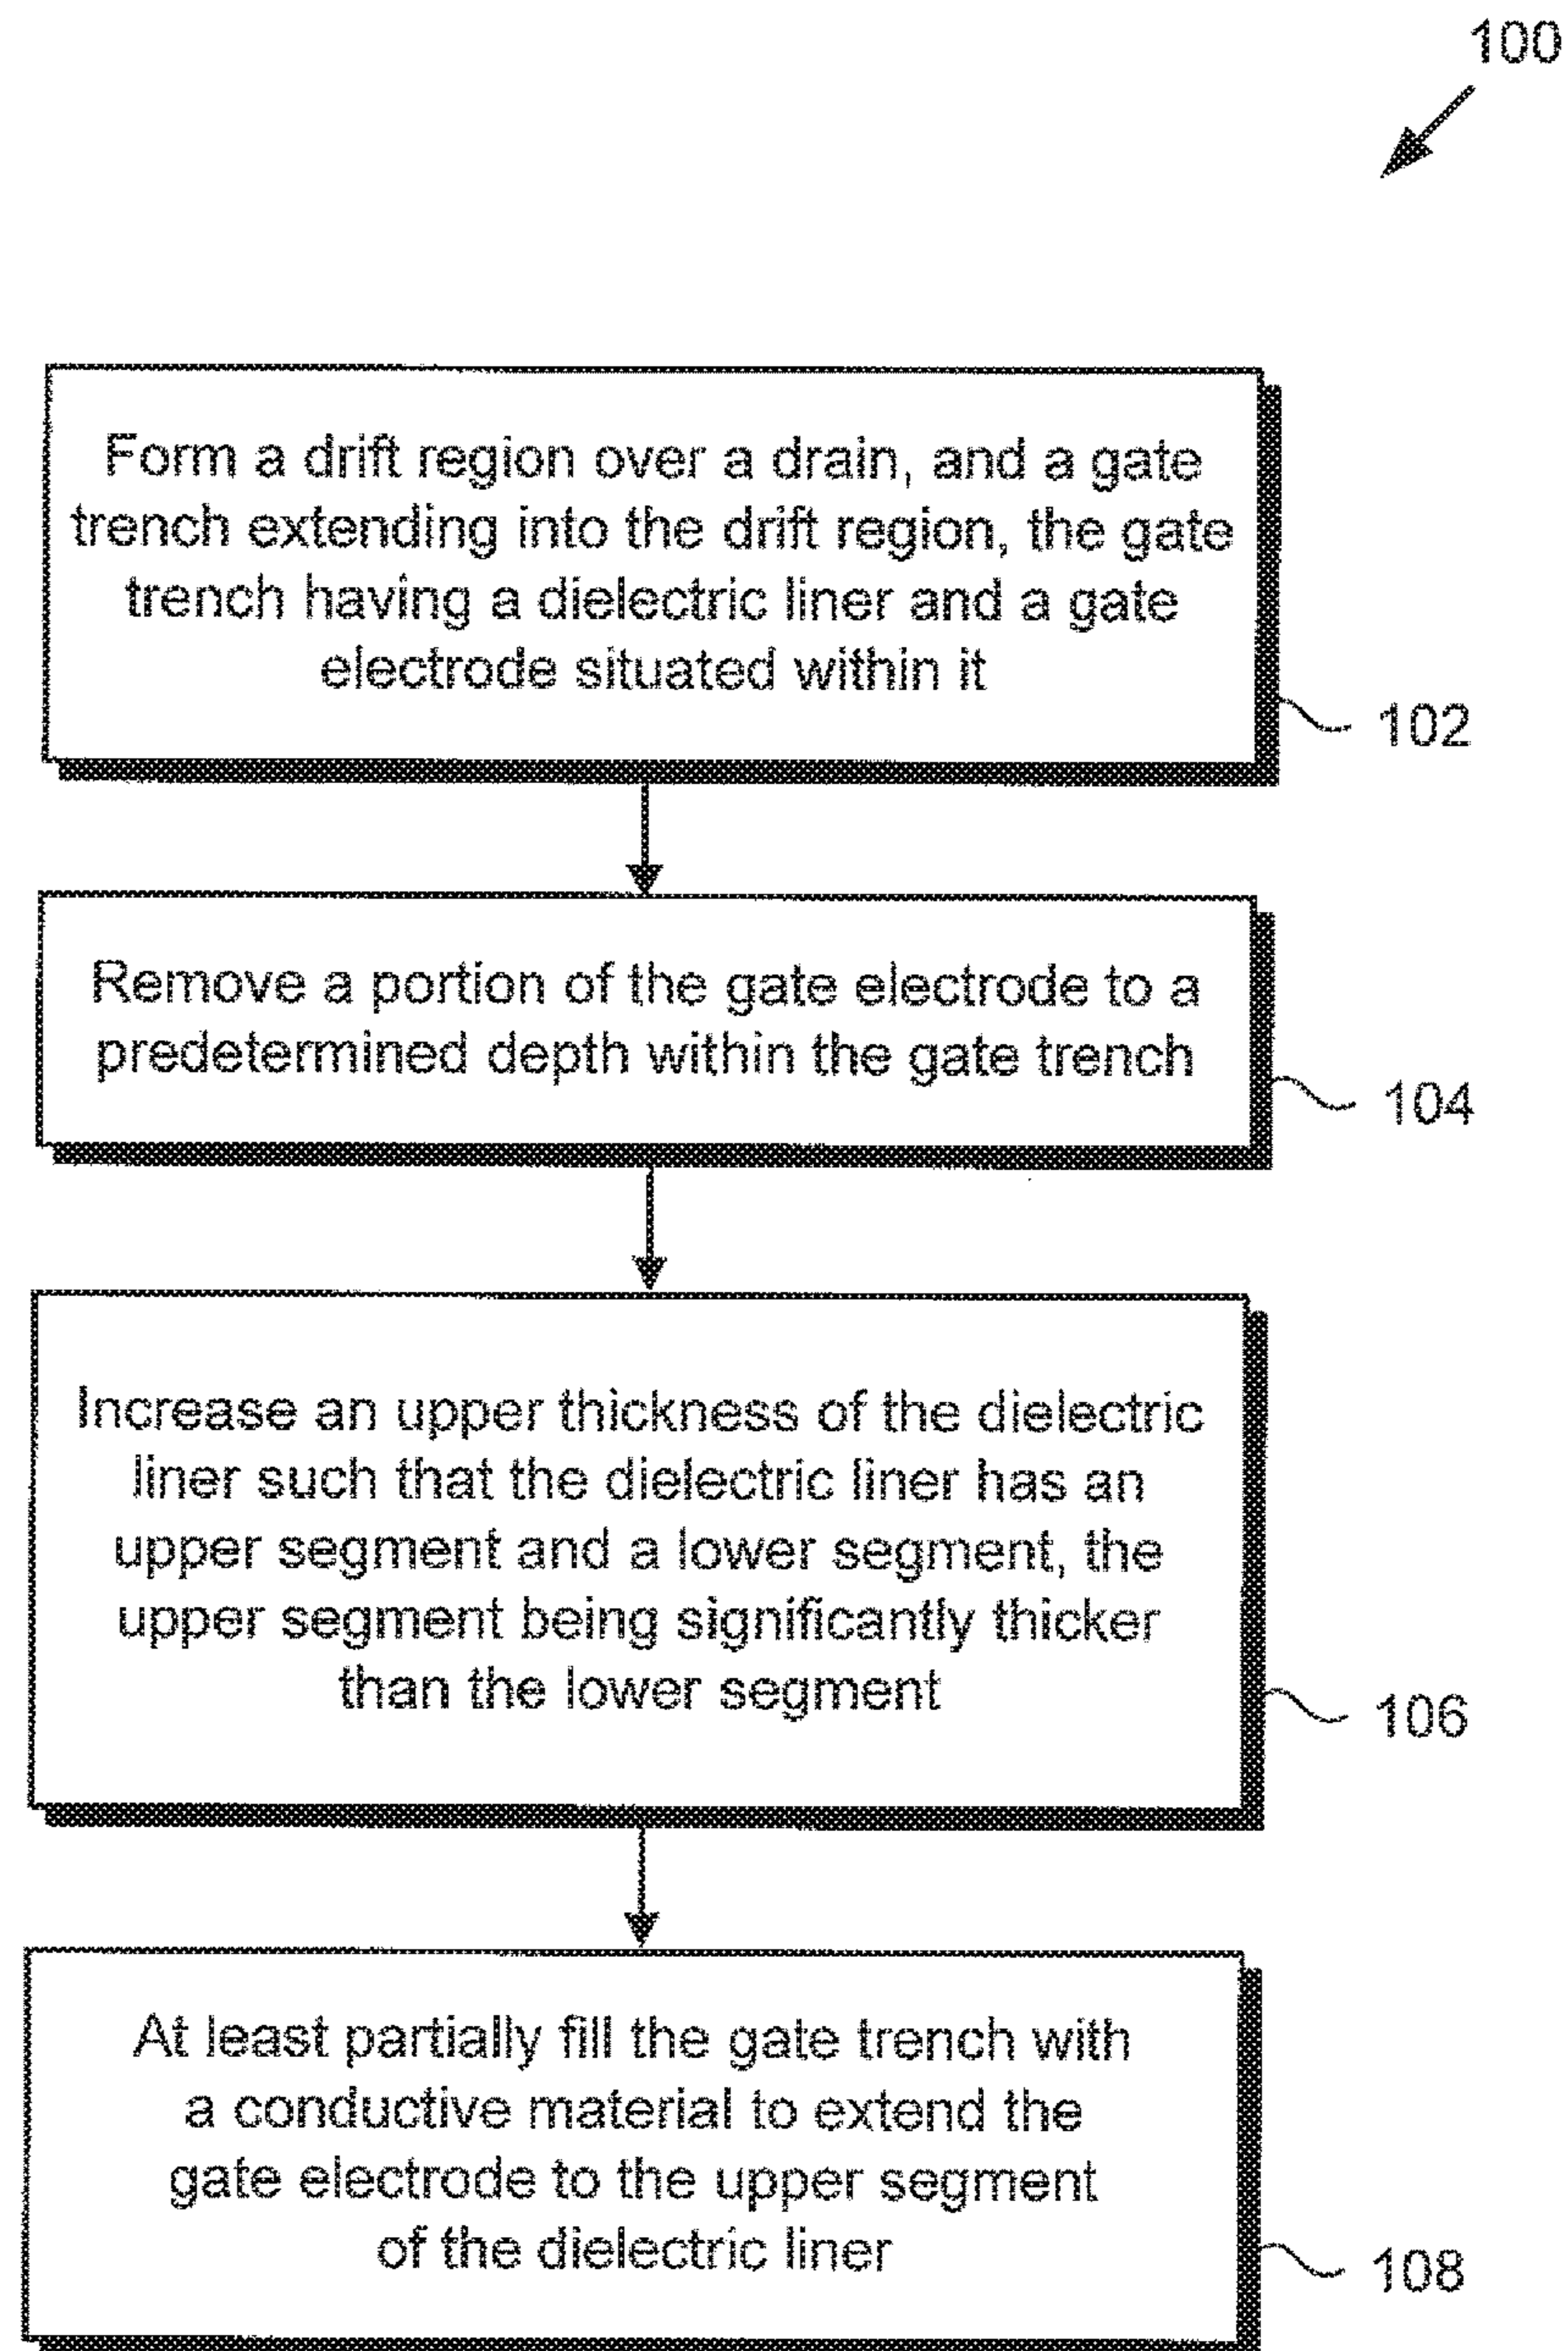 100
Form a drift region over a drain, and a gate
trench extending into the drift region, the gate
trench having a dielectric liner and a gate
electrode situated within it
102
Remove a portion of the gate electrode to a
predetermined depth within the gate trench
104
Increase an upper thickness of the dielectric
liner such that the dielectric liner has an
upper segment and a lower segment, the
upper segment being significantly thicker
than the lower segment
106
At least partially fill the gate trench with
a conductive material to extend the
gate electrode to the upper segment
of the dielectric liner
108